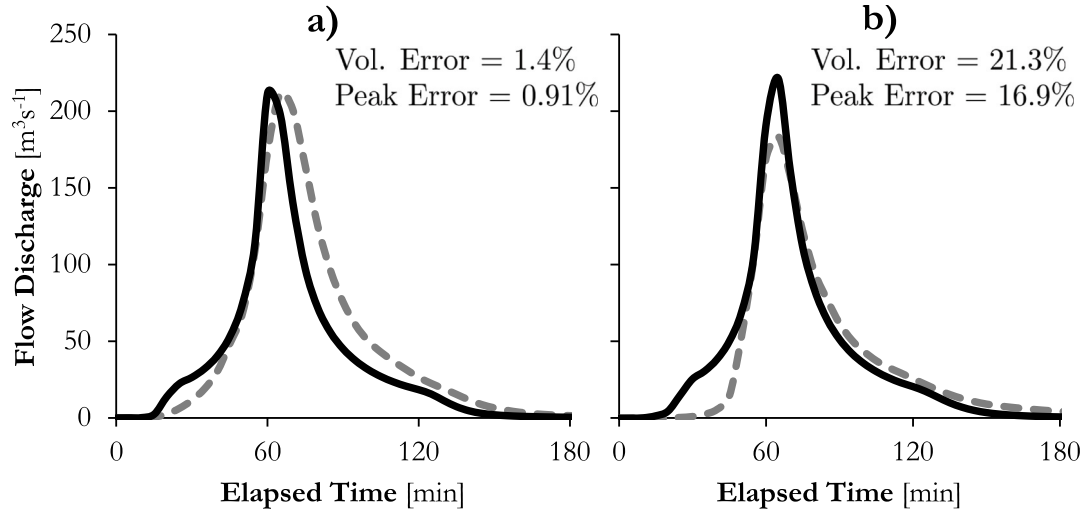 a)
Vol. Error = 1.4%
Peak Error = 0.91%
250
200
150
100
50
0
Flow Discharge [m³s⁻¹]
0 60 120 180
Elapsed Time [min]
b)
Vol. Error = 21.3%
Peak Error = 16.9%
0 60 120 180
Elapsed Time [min]